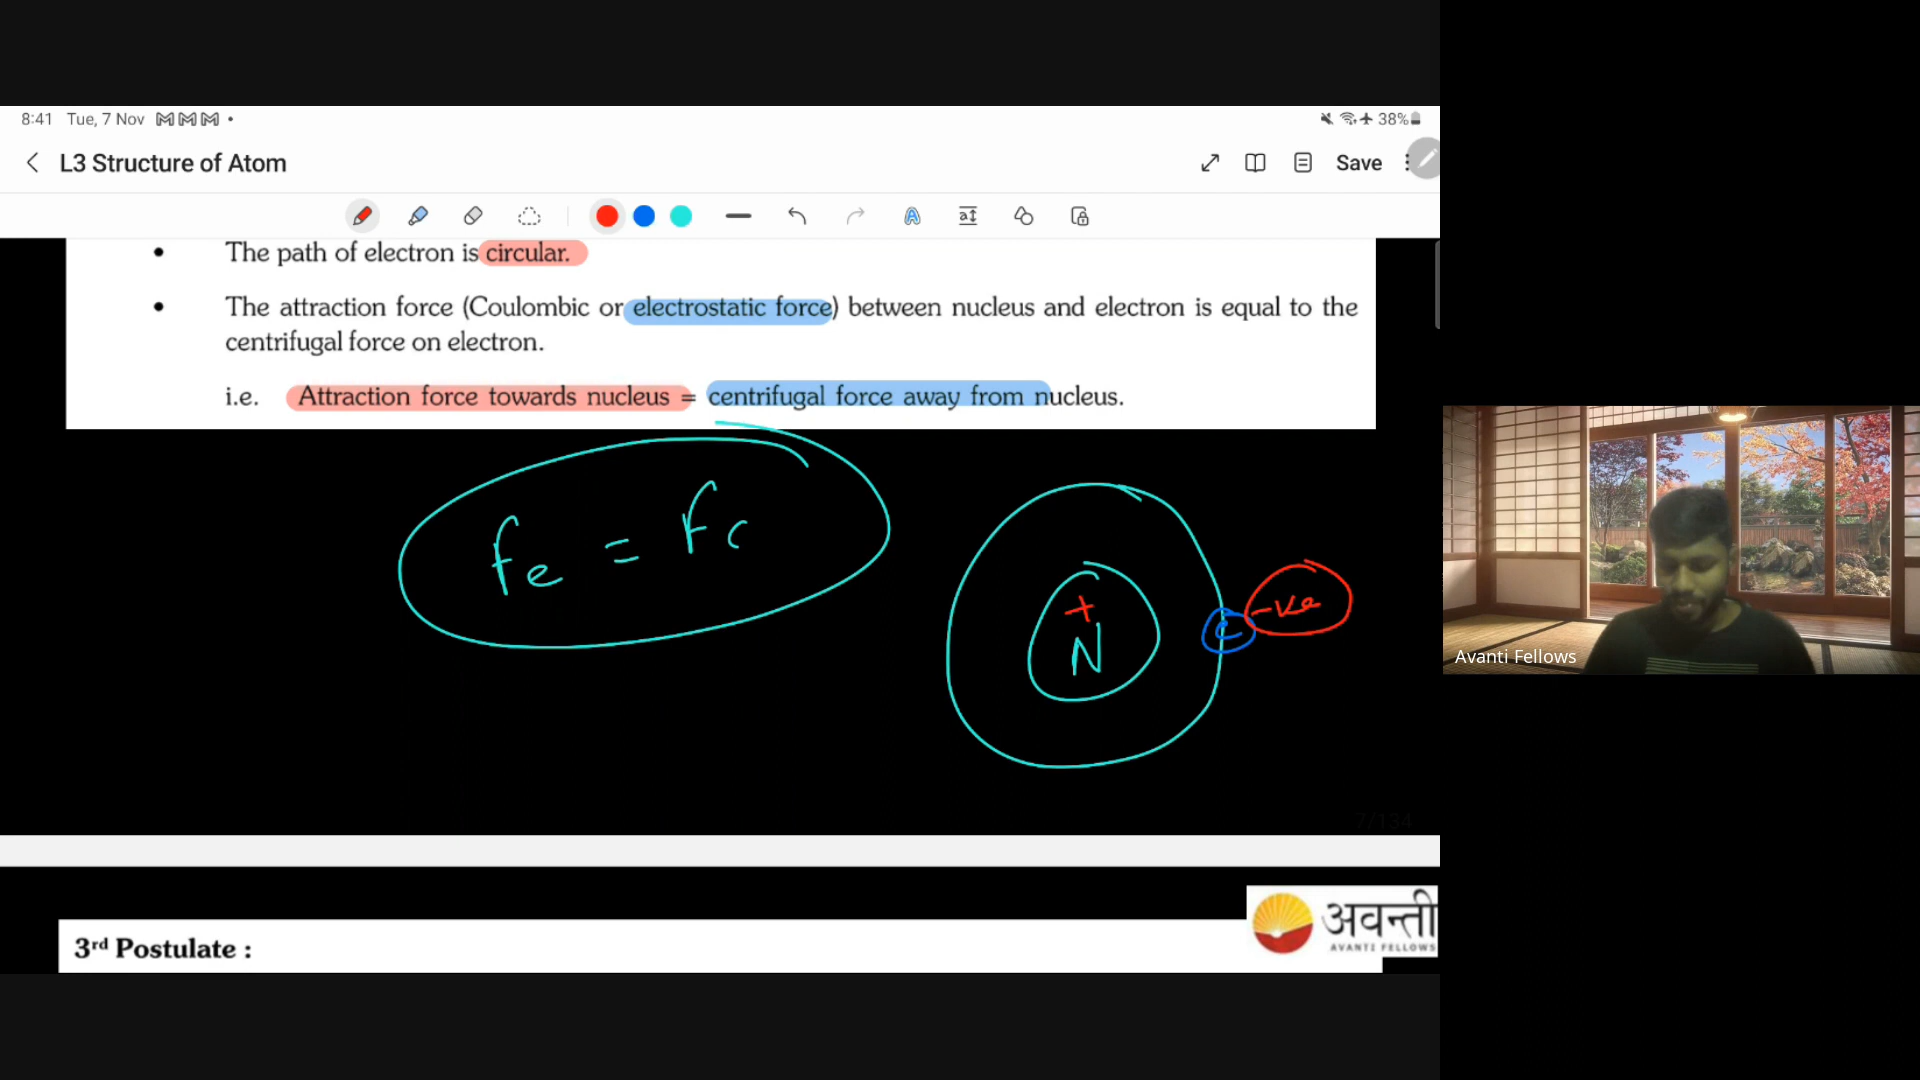 8:41 Tue, 7 Nov
38%
L3 Structure of Atom
Save
• The path of electron is circular.
• The attraction force (Coulombic or electrostatic force) between nucleus and electron is equal to the
centrifugal force on electron.
i.e. Attraction force towards nucleus = centrifugal force away from nucleus.
fe = fc
+
N
e
-ve
Avanti Fellows
7/134
अवन्ती
AVANTI FELLOWS
3rd Postulate :